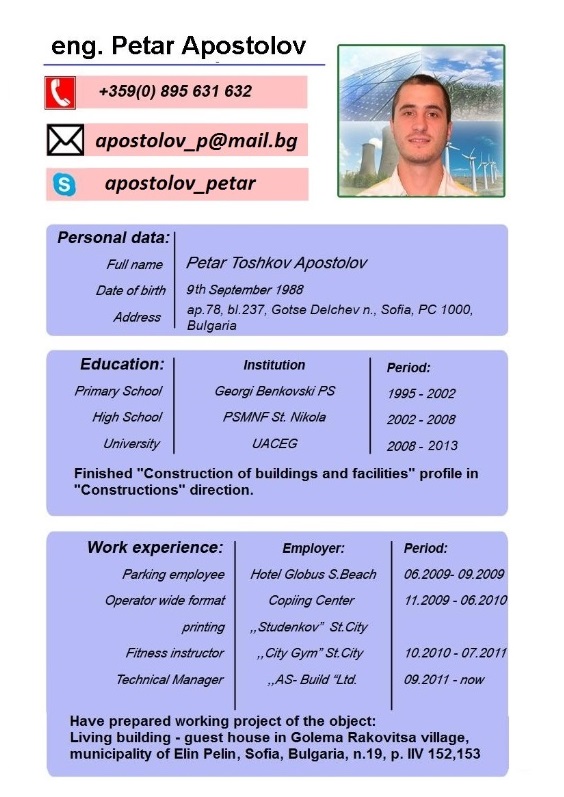 eng. Petar Apostolov
+359(0) 895 631 632
apostolov_p@mail.bg
S apostolov_petar
Personal data:
Full name Petar Toshkov Apostolov
Date of birth 9th September 1988
Address ap.78, bl.237, Gotse Delchev n., Sofia, PC 1000,
Bulgaria
Education: Institution Period:
Primary School Georgi Benkovski PS 1995 - 2002
High School PSMNF St. Nikola 2002 - 2008
University UACEG 2008 - 2013
Finished "Construction of buildings and facilities" profile in
"Constructions" direction.
Work experience: Employer: Period:
Parking employee Hotel Globus S.Beach 06.2009- 09.2009
Operator wide format Copiing Center 11.2009 - 06.2010
printing ,,Studenkov” St.City
Fitness instructor ,,City Gym” St.City 10.2010 - 07.2011
Technical Manager ,,AS- Build “Ltd. 09.2011 - now
Have prepared working project of the object:
Living building - guest house in Golema Rakovitsa village,
municipality of Elin Pelin, Sofia, Bulgaria, n.19, p. IIV 152,153